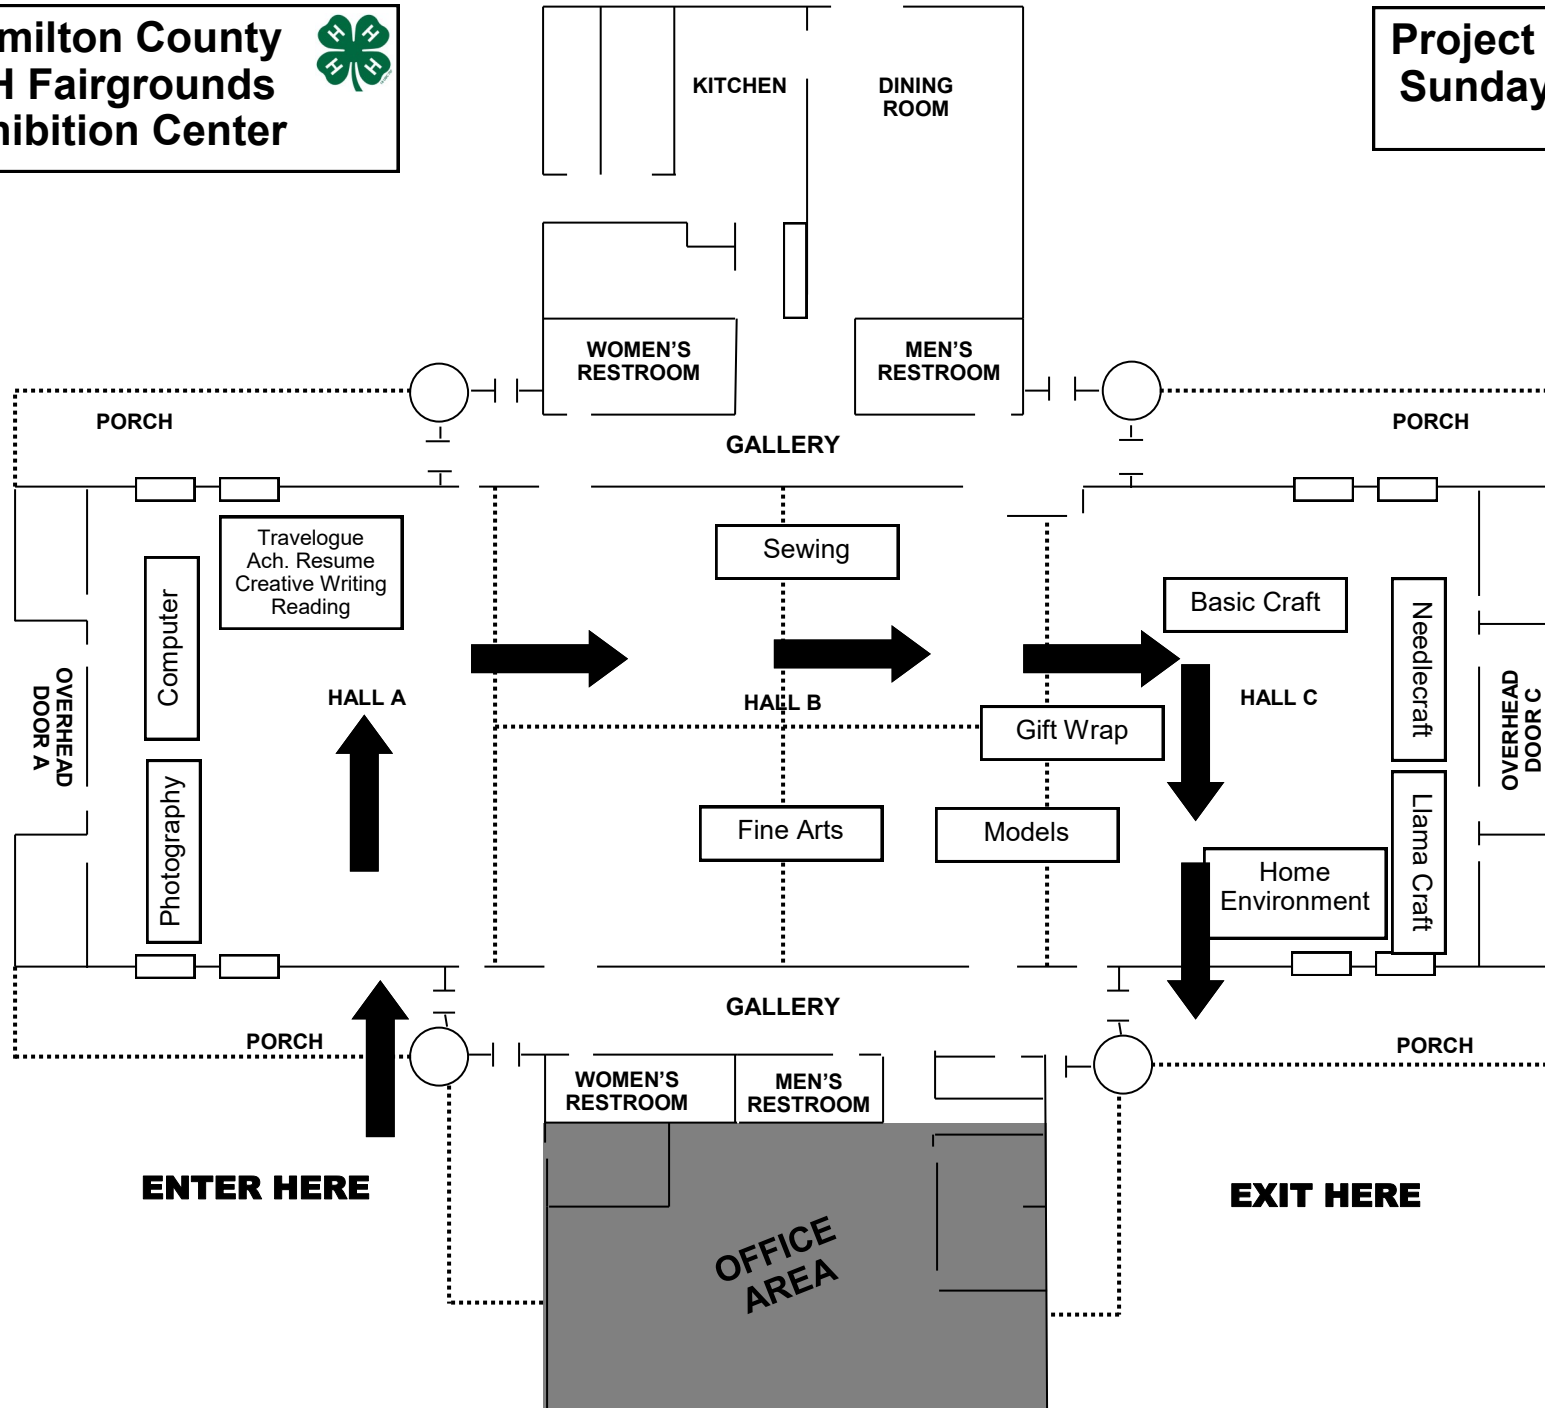 milton County
H Fairgrounds
hibition Center
H H H H
Project
Sunday
KITCHEN
DINING
ROOM
WOMEN'S
RESTROOM
MEN'S
RESTROOM
PORCH
GALLERY
PORCH
Travelogue
Ach. Resume
Creative Writing
Reading
Computer
Sewing
Basic Craft
Needlecraft
OVERHEAD
DOOR A
HALL A
HALL B
HALL C
OVERHEAD
DOOR C
Gift Wrap
Photography
Fine Arts
Models
Llama Craft
Home
Environment
PORCH
GALLERY
PORCH
WOMEN'S
RESTROOM
MEN'S
RESTROOM
ENTER HERE
EXIT HERE
OFFICE
AREA